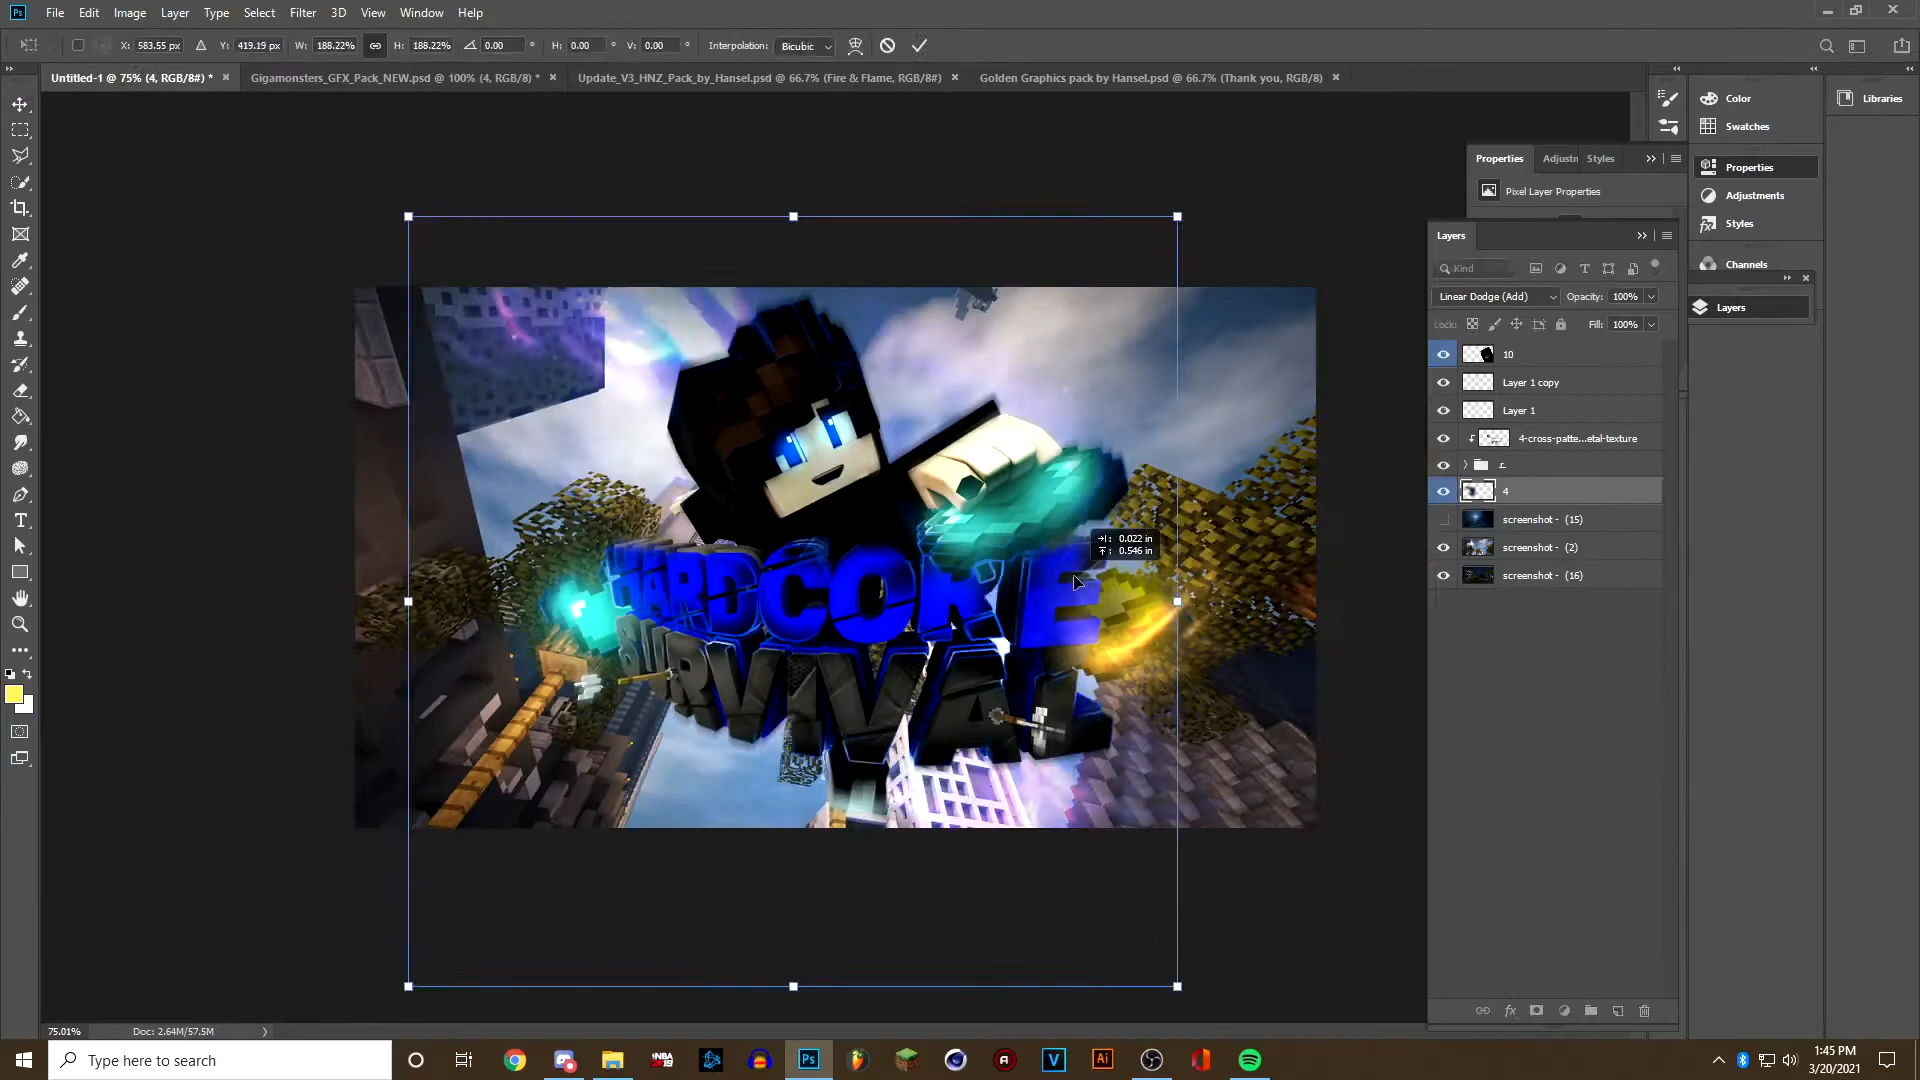 Ps File Edit Image Layer Type Select Filter 3D View Window Help
X: 583.55 px Y: 419.19 px W: 188.22% H: 188.22% 0.00 ° H: 0.00 ° V: 0.00 ° Interpolation: Bicubic
Untitled-1 @ 75% (4, RGB/8#) * Gigamonsters_GFX_Pack_NEW.psd @ 100% (4, RGB/8) * Update_V3_HNZ_Pack_by_Hansel.psd @ 66.7% (Fire & Flame, RGB/8#) Golden Graphics pack by Hansel.psd @ 66.7% (Thank you, RGB/8)
Color
Libraries
Swatches
Properties Adjustn Styles
Properties
Pixel Layer Properties
Adjustments
Styles
Layers
Channels
Kind
Linear Dodge (Add) Opacity: 100%
Layers
Lock: Fill: 100%
10
Layer 1 copy
Layer 1
4-cross-patte...etal-texture
4
screenshot - (15)
screenshot - (2)
screenshot - (16)
0.022 in
0.546 in
HARDCORE
SURVIVAL
75.01% Doc: 2.64M/57.5M
Type here to search
Ps
V
Ai
1:45 PM
3/20/2021